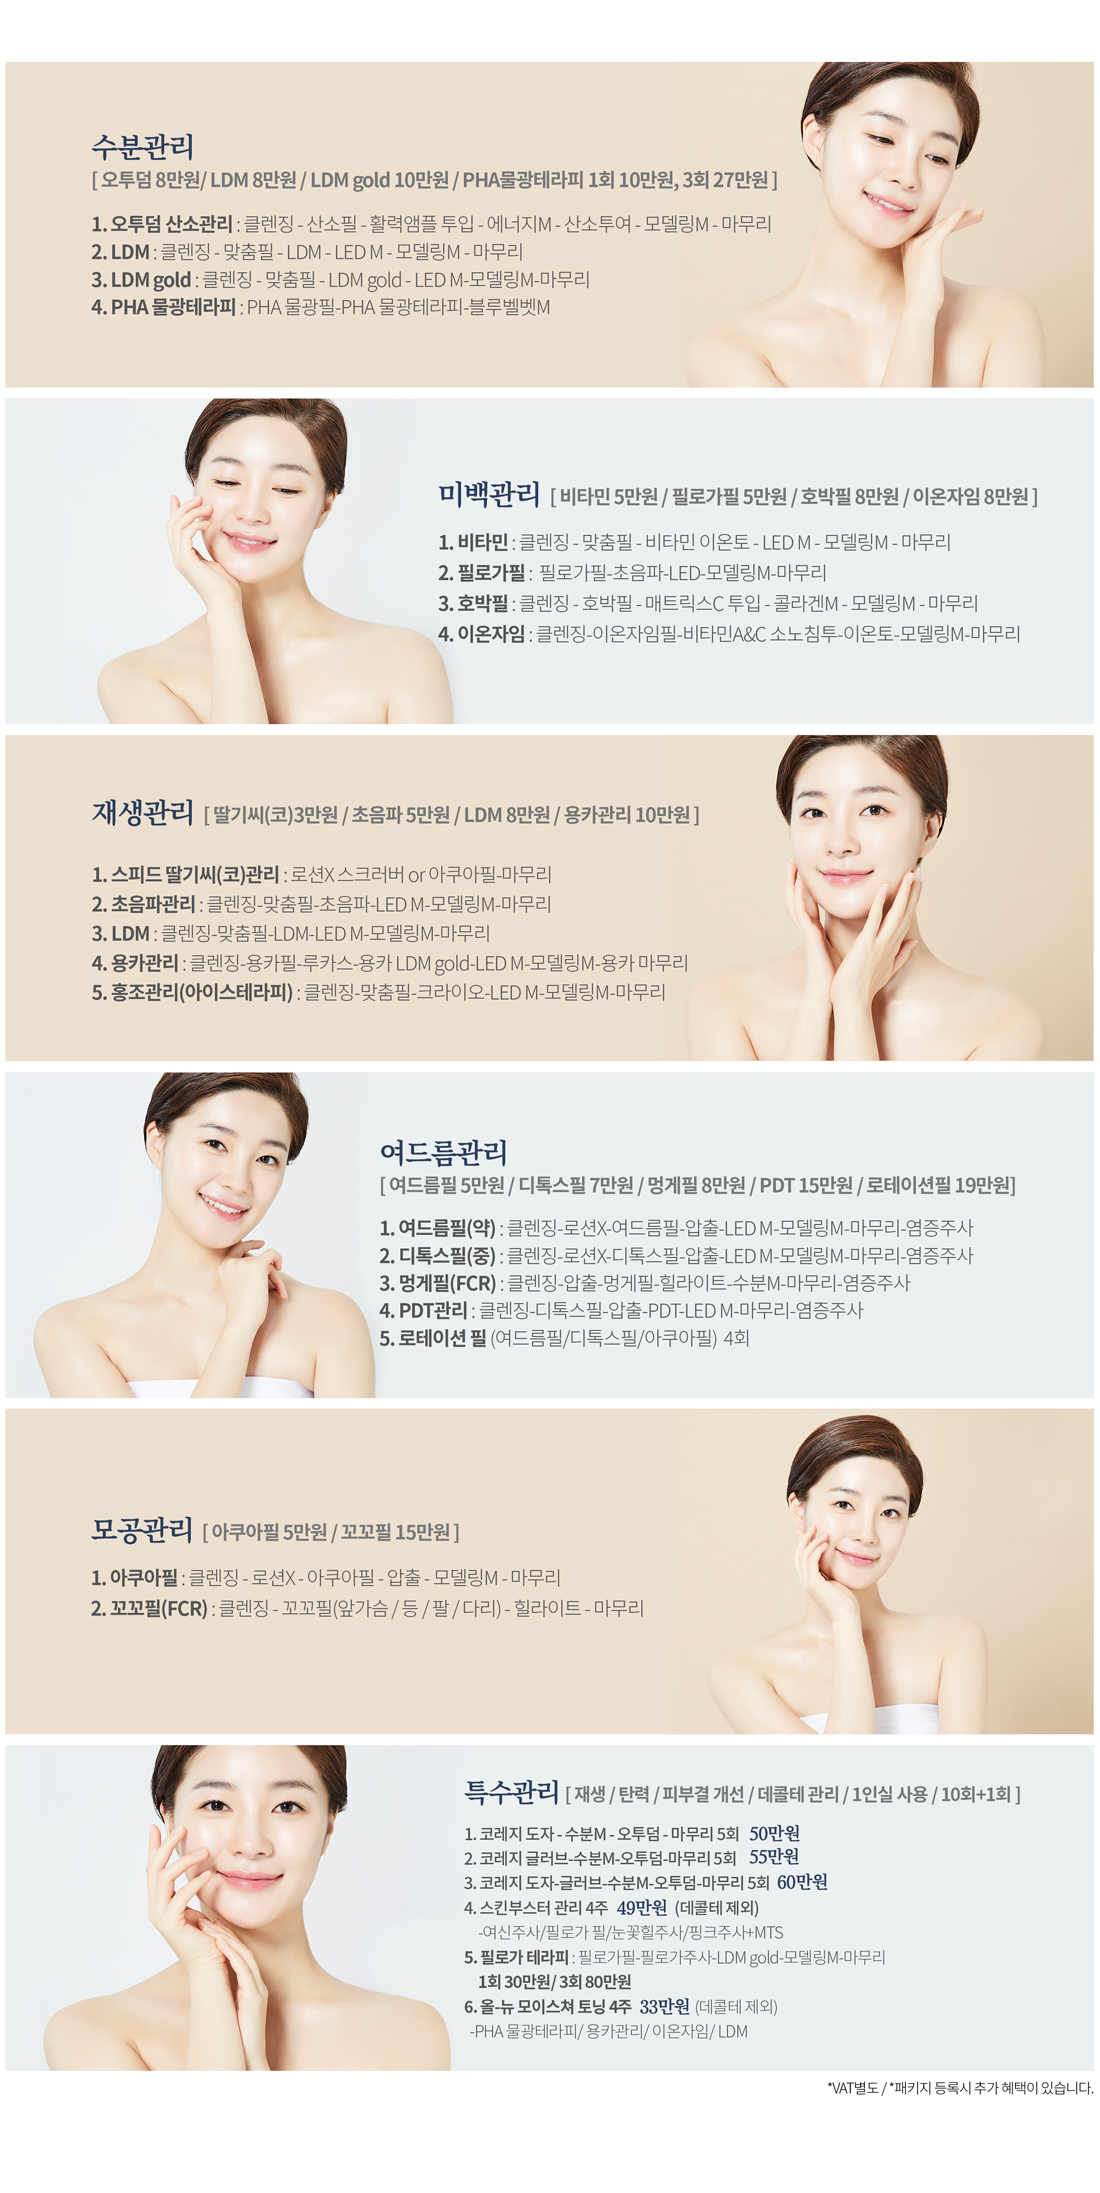 수분관리
[ 오투덤 8만원/ LDM 8만원 / LDM gold 10만원 / PHA물광테라피 1회 10만원, 3회 27만원 ]
1. 오투덤 산소관리 : 클렌징 - 산소필 - 활력앰플 투입 - 에너지M - 산소투여 - 모델링M - 마무리
2. LDM : 클렌징 - 맞춤필 - LDM - LED M - 모델링M - 마무리
3. LDM gold : 클렌징 - 맞춤필 - LDM gold - LED M-모델링M-마무리
4. PHA 물광테라피 : PHA 물광필-PHA 물광테라피-블루벨벳M
미백관리 [ 비타민 5만원 / 필로가필 5만원 / 호박필 8만원 / 이온자임 8만원 ]
1. 비타민 : 클렌징 - 맞춤필 - 비타민 이온토 - LED M - 모델링M - 마무리
2. 필로가필 : 필로가필-초음파-LED-모델링M-마무리
3. 호박필 : 클렌징 - 호박필 - 매트릭스C 투입 - 콜라겐M - 모델링M - 마무리
4. 이온자임 : 클렌징-이온자임필-비타민A&C 소노침투-이온토-모델링M-마무리
재생관리 [ 딸기씨(코)3만원 / 초음파 5만원 / LDM 8만원 / 용카관리 10만원 ]
1. 스피드 딸기씨(코)관리 : 로션X 스크러버 or 아쿠아필-마무리
2. 초음파관리 : 클렌징-맞춤필-초음파-LED M-모델링M-마무리
3. LDM : 클렌징-맞춤필-LDM-LED M-모델링M-마무리
4. 용카관리 : 클렌징-용카필-루카스-용카 LDM gold-LED M-모델링M-용카 마무리
5. 홍조관리(아이스테라피) : 클렌징-맞춤필-크라이오-LED M-모델링M-마무리
여드름관리
[ 여드름필 5만원 / 디톡스필 7만원 / 멍게필 8만원 / PDT 15만원 / 로테이션필 19만원]
1. 여드름필(약) : 클렌징-로션X-여드름필-압출-LED M-모델링M-마무리-염증주사
2. 디톡스필(중) : 클렌징-로션X-디톡스필-압출-LED M-모델링M-마무리-염증주사
3. 멍게필(FCR) : 클렌징-압출-멍게필-힐라이트-수분M-마무리-염증주사
4. PDT관리 : 클렌징-디톡스필-압출-PDT-LED M-마무리-염증주사
5. 로테이션 필 (여드름필/디톡스필/아쿠아필) 4회
모공관리 [ 아쿠아필 5만원 / 꼬꼬필 15만원 ]
1. 아쿠아필 : 클렌징 - 로션X - 아쿠아필 - 압출 - 모델링M - 마무리
2. 꼬꼬필(FCR) : 클렌징 - 꼬꼬필(앞가슴 / 등 / 팔 / 다리) - 힐라이트 - 마무리
특수관리 [ 재생 / 탄력 / 피부결 개선 / 데콜테 관리 / 1인실 사용 / 10회+1회 ]
1. 코레지 도자 - 수분M - 오투덤 - 마무리 5회 50만원
2. 코레지 글러브-수분M-오투덤-마무리 5회 55만원
3. 코레지 도자-글러브-수분M-오투덤-마무리 5회 60만원
4. 스킨부스터 관리 4주 49만원 (데콜테 제외)
-여신주사/필로가 필/눈꽃힐주사/핑크주사+MTS
5. 필로가 테라피 : 필로가필-필로가주사-LDM gold-모델링M-마무리
1회 30만원/ 3회 80만원
6. 올-뉴 모이스쳐 토닝 4주 33만원 (데콜테 제외)
-PHA 물광테라피/ 용카관리/ 이온자임/ LDM
*VAT별도 / *패키지 등록시 추가 혜택이 있습니다.